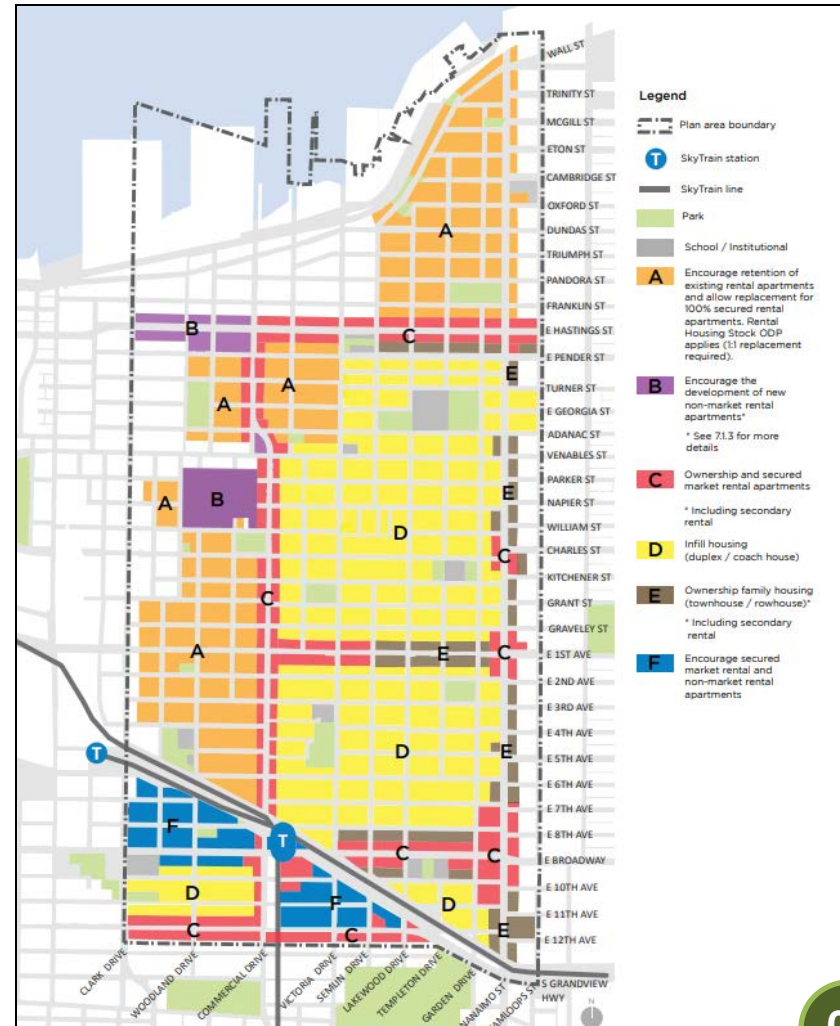 WALL ST
TRINITY ST
MCGILL ST
ETON ST
CAMBRIDGE ST
OXFORD ST
DUNDAS ST
TRIUMPH ST
PANDORA ST
FRANKLIN ST
E HASTINGS ST
E PENDER ST
TURNER ST
E GEORGIA ST
ADANAC ST
VENABLES ST
PARKER ST
NAPIER ST
WILLIAM ST
CHARLES ST
KITCHENER ST
GRANT ST
GRAVELEY ST
E 1ST AVE
E 2ND AVE
E 3RD AVE
E 4TH AVE
E 5TH AVE
E 6TH AVE
E 7TH AVE
E 8TH AVE
E BROADWAY
E 10TH AVE
E 11TH AVE
E 12TH AVE
S GRANDVIEW
HWY
A
B
C
A
A
E
A
B
E
D
C
C
A
E
C
D
E
F
T
T
C
C
D
F
D
E
C
C
CLARK DRIVE
WOODLAND DRIVE
COMMERCIAL DRIVE
VICTORIA DRIVE
SEMLIN DRIVE
LAKEWOOD DRIVE
TEMPLETON DRIVE
GARDEN DRIVE
NANAIMO ST
KAMLOOPS ST
N
Legend
Plan area boundary
T SkyTrain station
SkyTrain line
Park
School / Institutional
A Encourage retention of
existing rental apartments
and allow replacement for
100% secured rental
apartments. Rental
Housing Stock ODP
applies (1:1 replacement
required).
B Encourage the
development of new
non-market rental
apartments*
* See 7.1.3 for more
details
C Ownership and secured
market rental apartments
* Including secondary
rental
D Infill housing
(duplex / coach house)
E Ownership family housing
(townhouse / rowhouse)*
* Including secondary
rental
F Encourage secured
market rental and
non-market rental
apartments